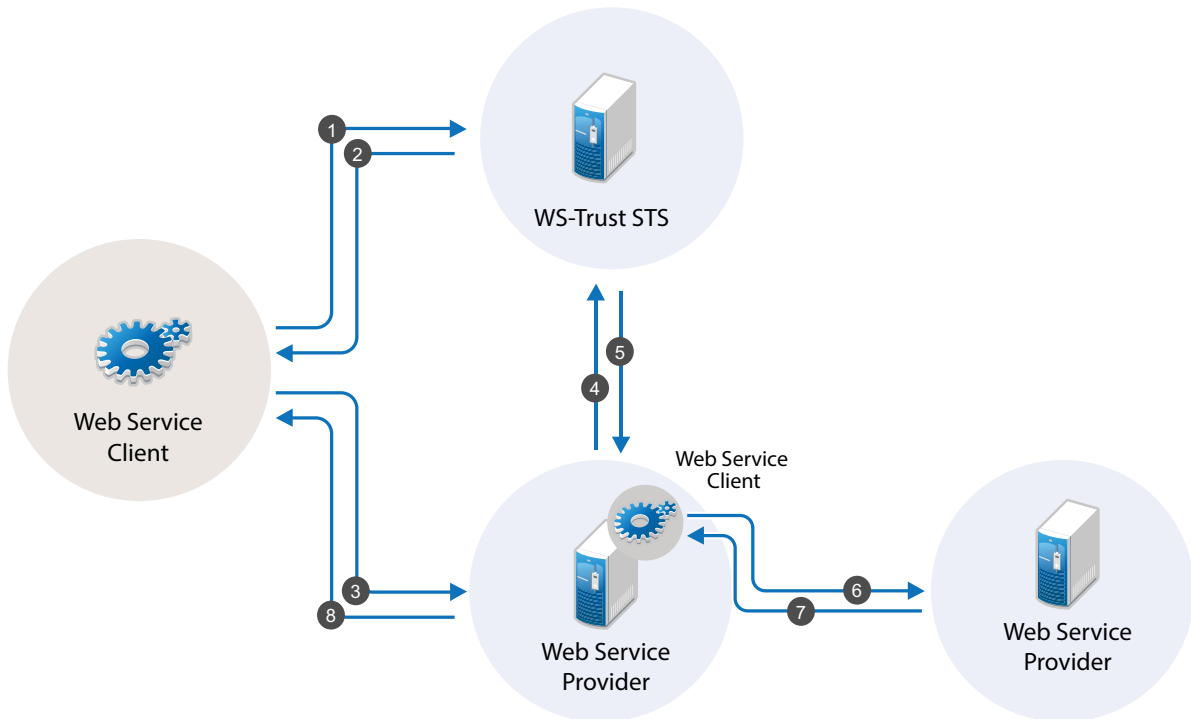 1
2
WS-Trust STS
Web Service
Client
5
4
Web Service
Client
3
8
6
7
Web Service
Provider
Web Service
Provider